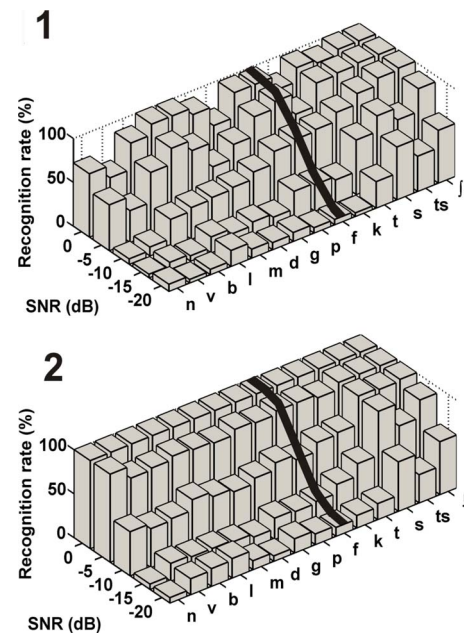 1
Recognition rate (%)
100
50
0
0
-5
-10
-15
-20
SNR (dB)
n
v
b
l
m
d
g
p
f
k
t
s
ts
ʃ
2
Recognition rate (%)
100
50
0
0
-5
-10
-15
-20
SNR (dB)
n
v
b
l
m
d
g
p
f
k
t
s
ts